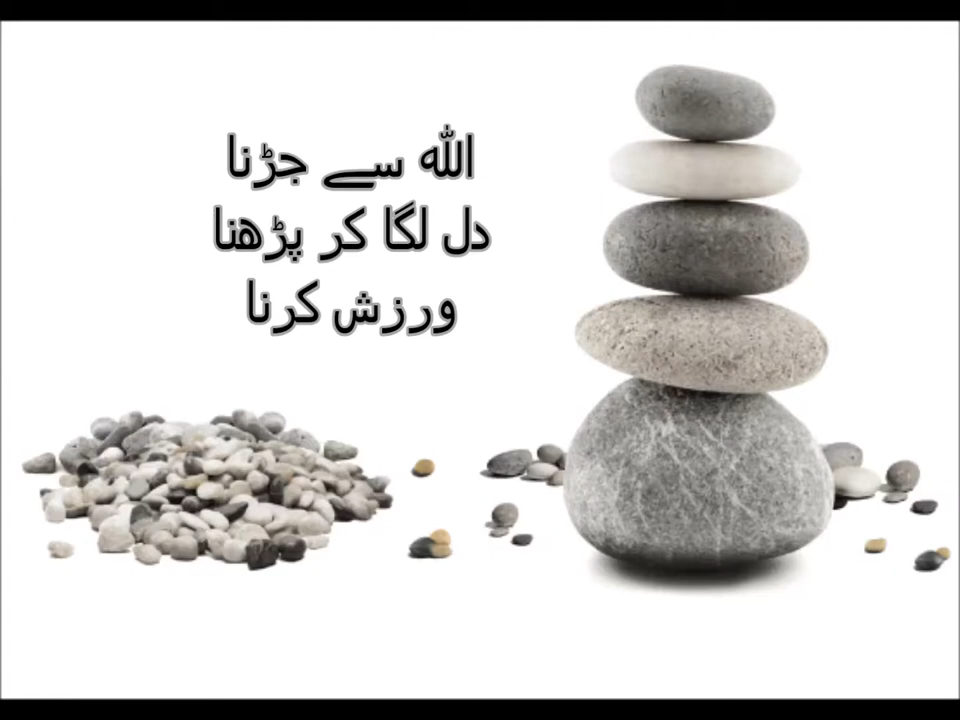 اللہ سے جڑنا
دل لگا کر پڑھنا
ورزش کرنا